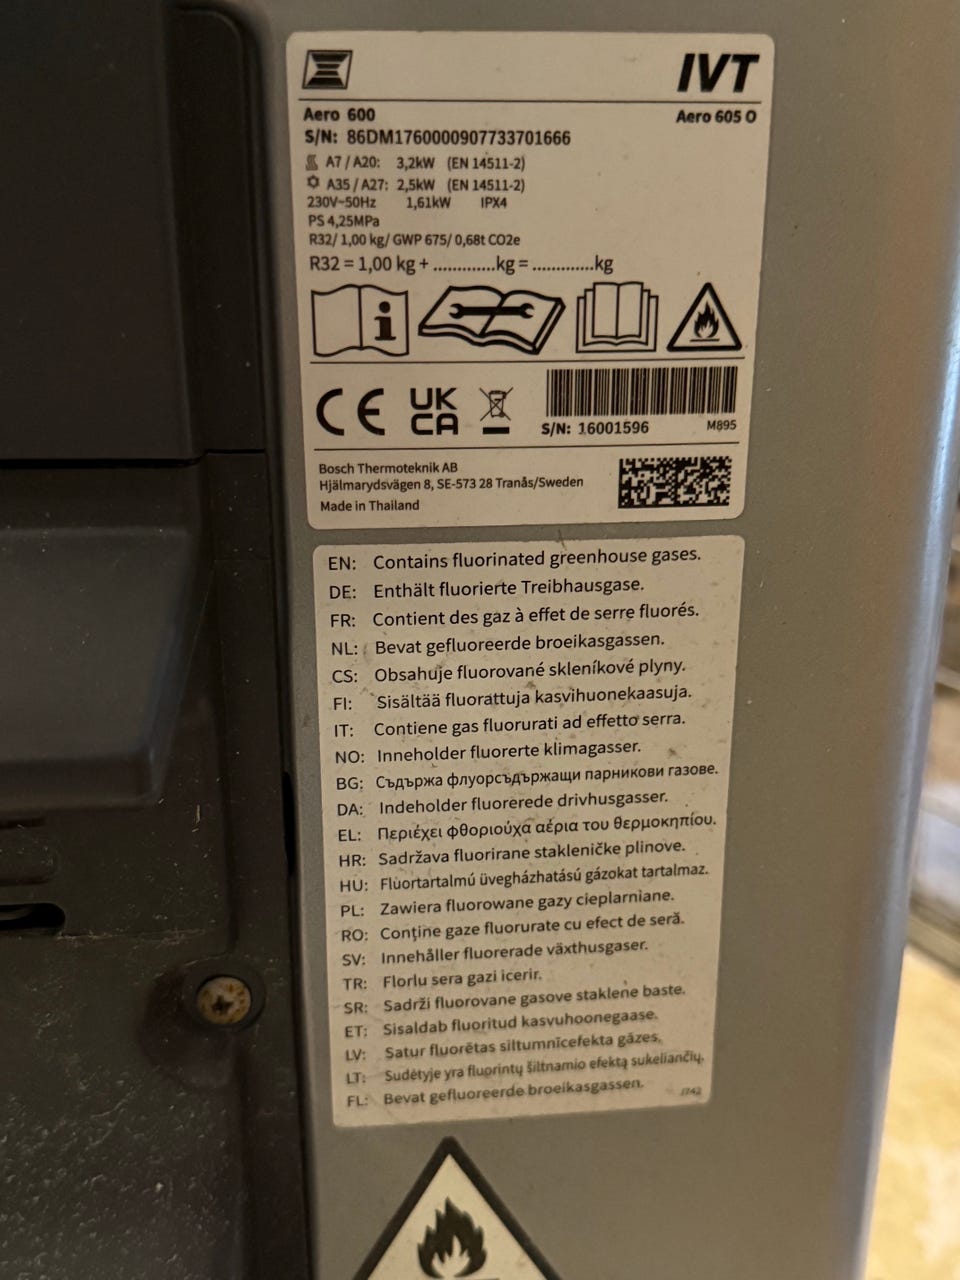 IVT
Aero 600
Aero 605 O
S/N: 86DM1760000907733701666
A7 / A20: 3,2kW (EN 14511-2)
A35 / A27: 2,5kW (EN 14511-2)
230V~50Hz 1,61kW IPX4
PS 4,25MPa
R32/ 1,00 kg/ GWP 675/ 0,68t CO2e
R32 = 1,00 kg + .............kg = .............kg
CE
UK
CA
S/N: 16001596
M895
Bosch Thermoteknik AB
Hjälmarydsvägen 8, SE-573 28 Tranås/Sweden
Made in Thailand
EN: Contains fluorinated greenhouse gases.
DE: Enthält fluorierte Treibhausgase.
FR: Contient des gaz à effet de serre fluorés.
NL: Bevat gefluoreerde broeikasgassen.
CS: Obsahuje fluorované skleníkové plyny.
FI: Sisältää fluorattuja kasvihuonekaasuja.
IT: Contiene gas fluorurati ad effetto serra.
NO: Inneholder fluorerte klimagasser.
BG: Съдържа флуорсъдържащи парникови газове.
DA: Indeholder fluorerede drivhusgasser.
EL: Περιέχει φθοριούχα αέρια του θερμοκηπίου.
HR: Sadržava fluorirane stakleničke plinove.
HU: Fluortartalmú üvegházhatású gázokat tartalmaz.
PL: Zawiera fluorowane gazy cieplarniane.
RO: Conține gaze fluorurate cu efect de seră.
SV: Innehåller fluorerade växthusgaser.
TR: Florlu sera gazi icerir.
SR: Sadrži fluorovane gasove staklene baste.
ET: Sisaldab fluoritud kasvuhoonegaase.
LV: Satur fluorētas siltumnīcefekta gāzes.
LT: Sudėtyje yra fluorintų šiltnamio efektą sukeliančių.
FL: Bevat gefluoreerde broeikasgassen.
J742